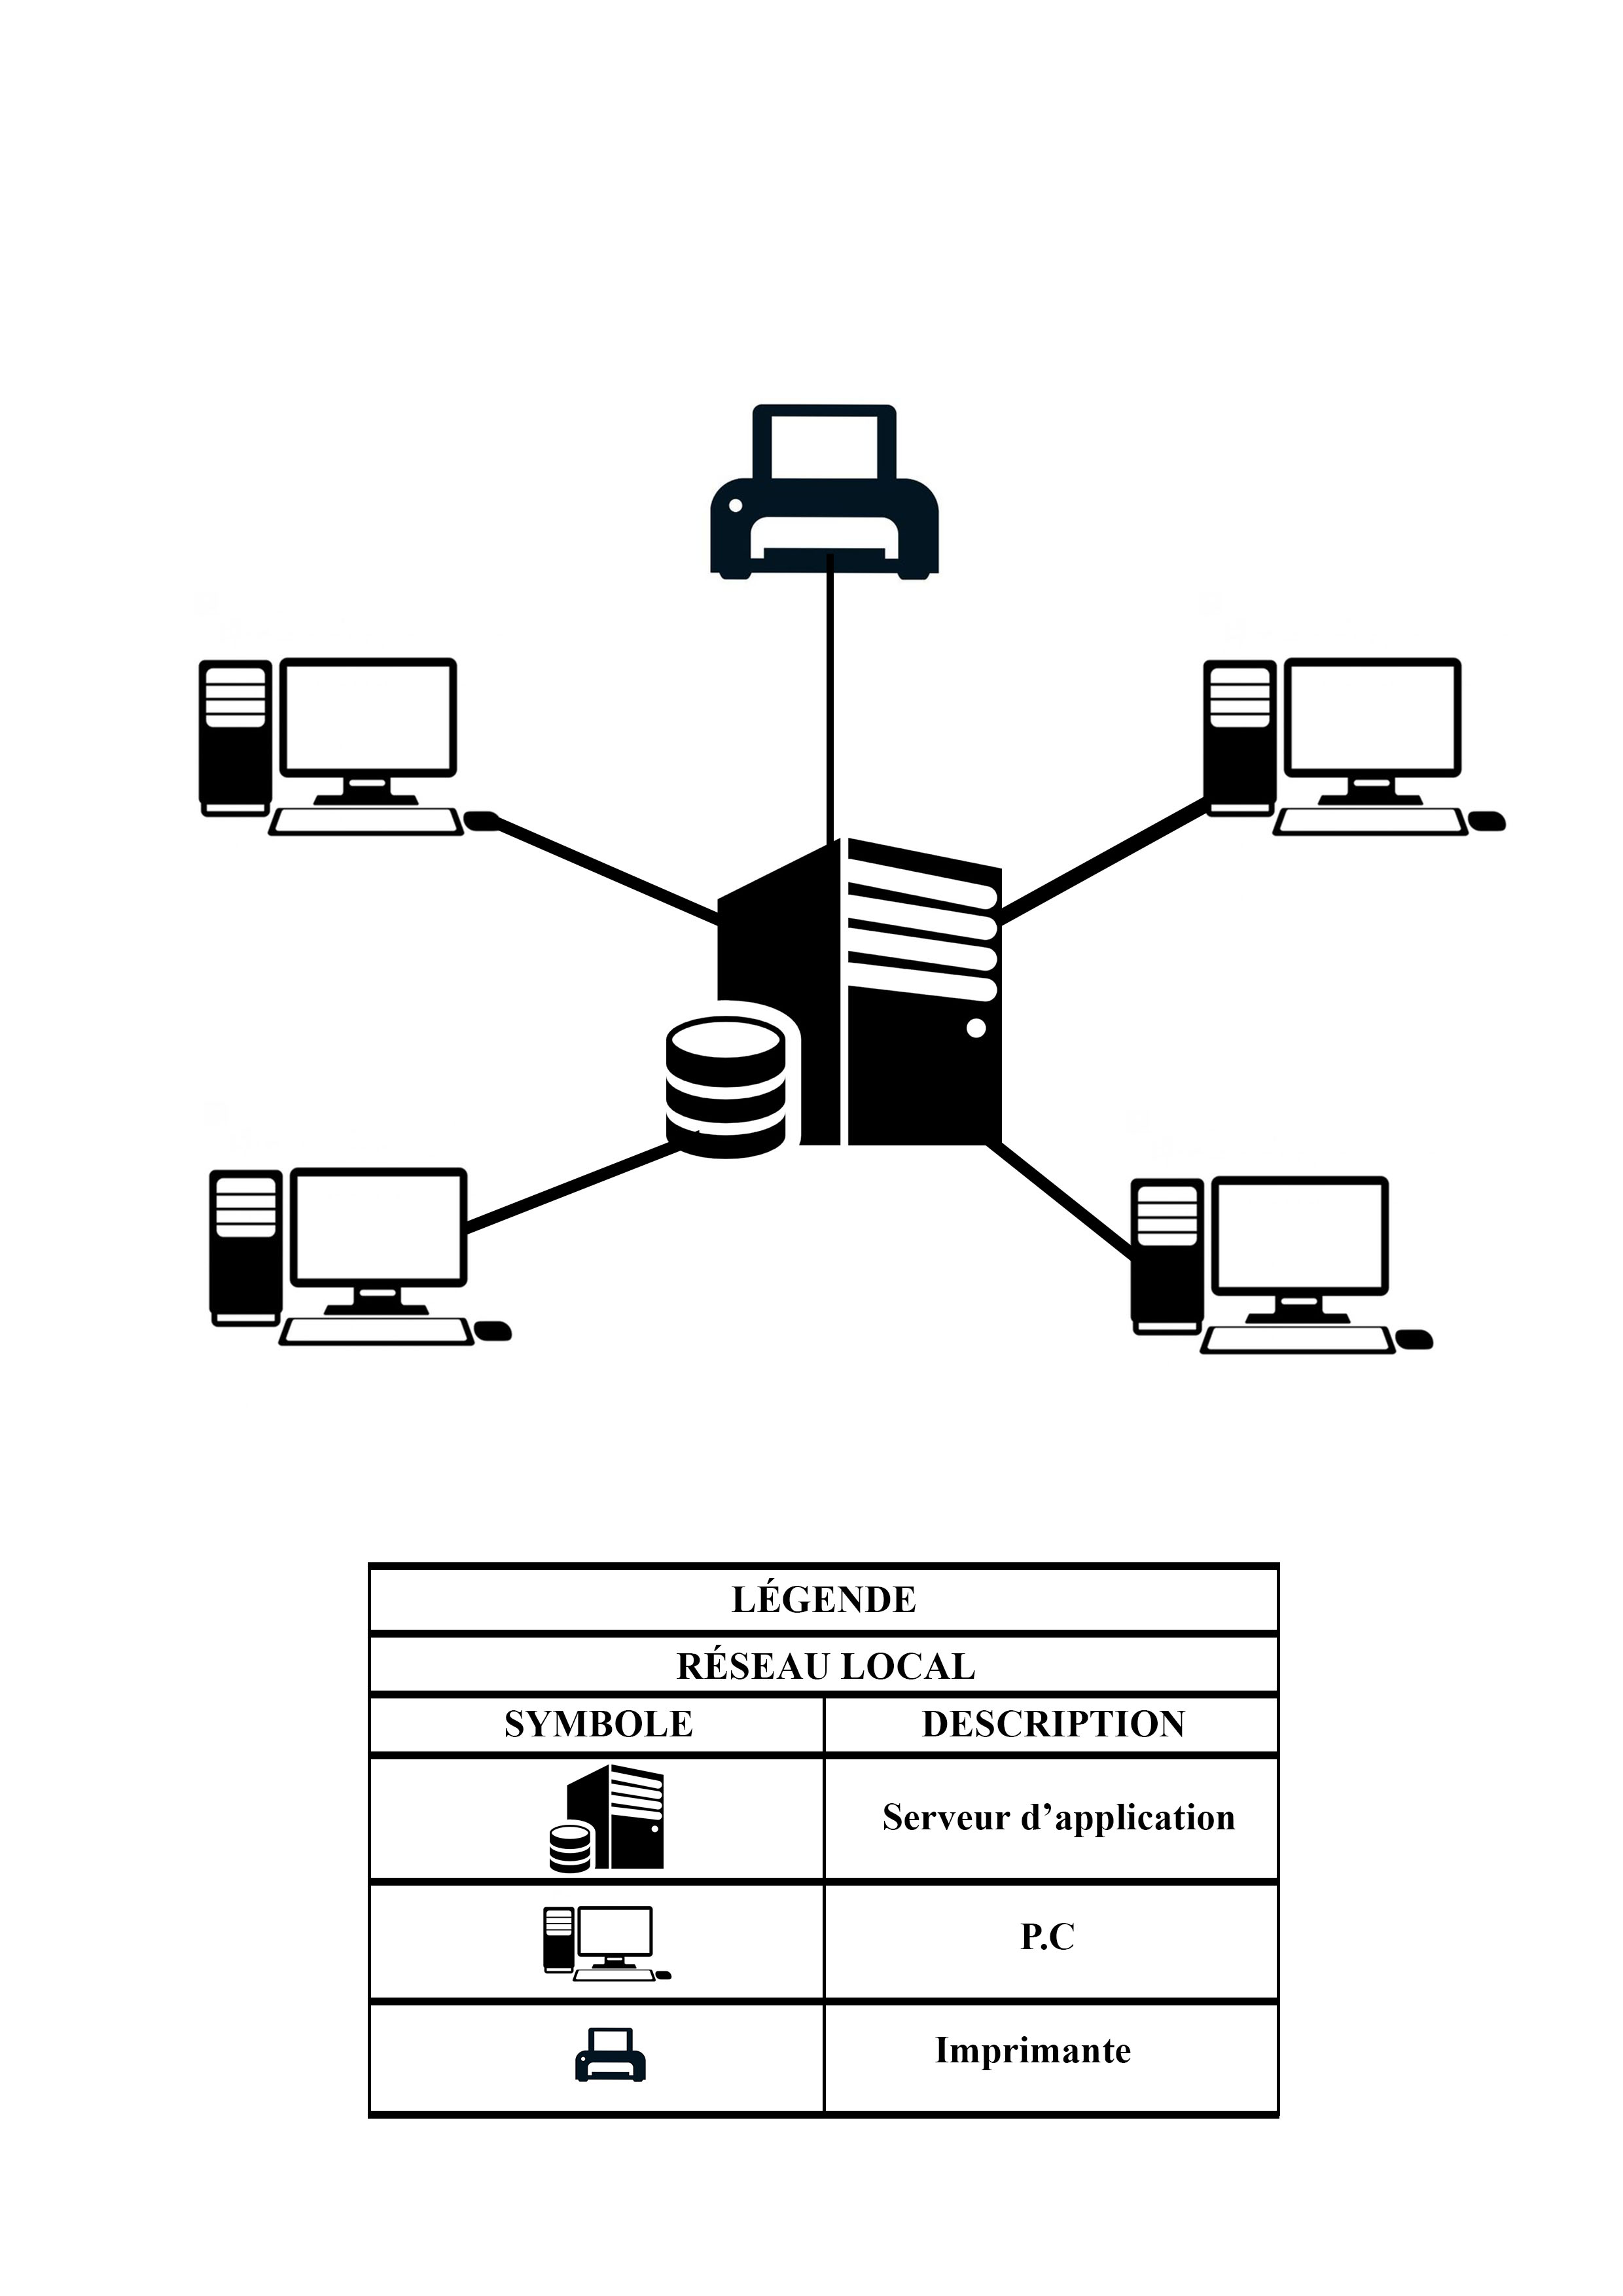 LÉGENDE
RÉSEAU LOCAL
SYMBOLE DESCRIPTION
Serveur d’application
P.C
Imprimante